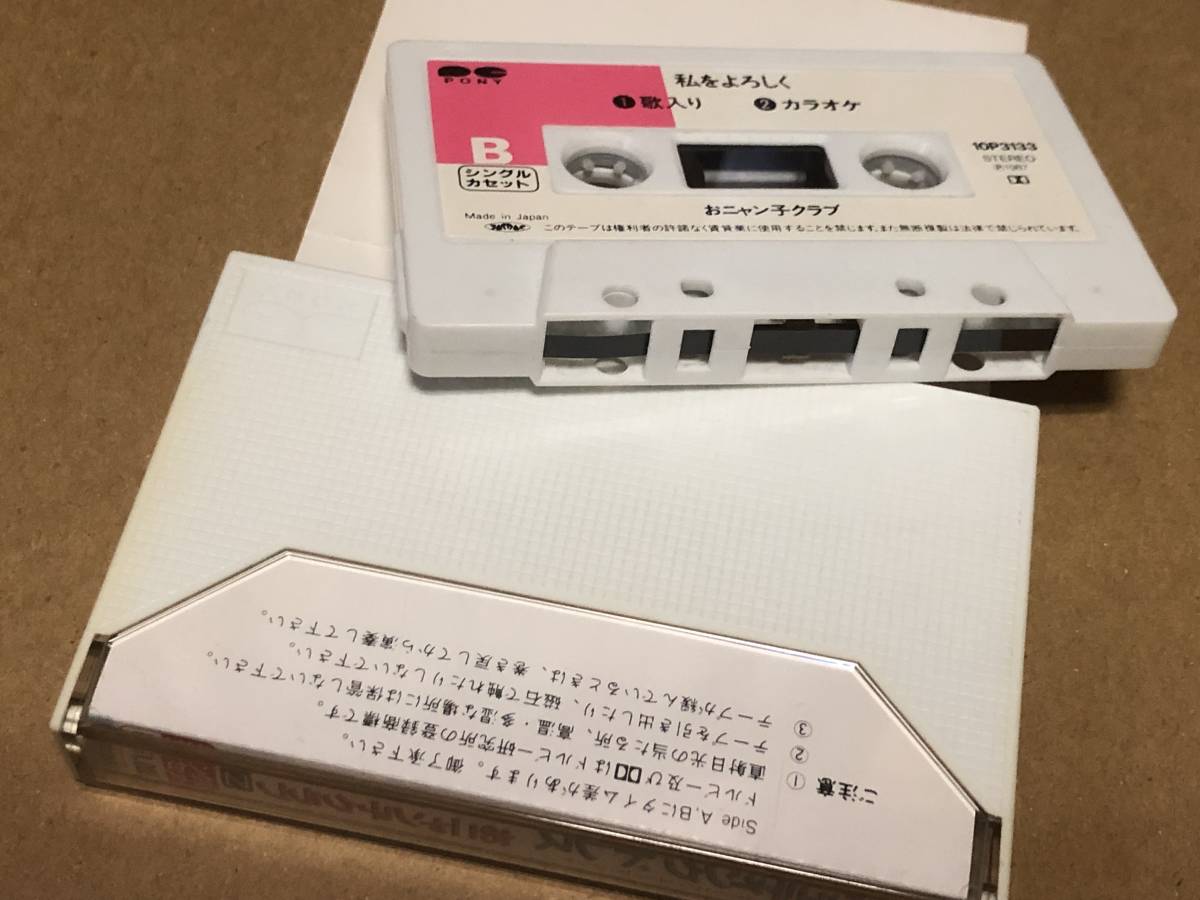 PONY
私をよろしく
❶歌入り ❷カラオケ
B
シングル
カセット
10P3133
STEREO
℗1987
おニャン子クラブ
Made in Japan
このテープは権利者の許諾なく賃貸業に使用することを禁じます。また無断複製は法律で禁じられています。
Side A,Bにタイム差があります。御了承下さい。
ドルビー及びはドルビー研究所の登録商標です。
ご注意 ① 直射日光の当たる所、高温・多湿な場所には保管しないで下さい。
② テープを引き出したり、磁石で触れたりしないで下さい。
③ テープが緩んでいるときは、巻き戻してから演奏して下さい。